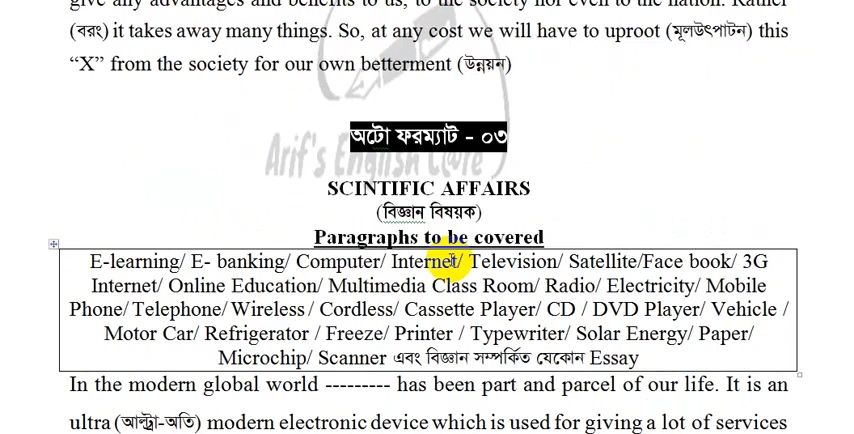 give any advantages and benefits to us, to the society nor even to the nation. Rather
(বরং) it takes away many things. So, at any cost we will have to uproot (মূলউৎপাটন) this
“X” from the society for our own betterment (উন্নয়ন)
অটো ফরম্যাট - ০৩
Arif's English C@re
SCINTIFIC AFFAIRS
(বিজ্ঞান বিষয়ক)
Paragraphs to be covered
E-learning/ E- banking/ Computer/ Internet/ Television/ Satellite/Face book/ 3G
Internet/ Online Education/ Multimedia Class Room/ Radio/ Electricity/ Mobile
Phone/ Telephone/ Wireless / Cordless/ Cassette Player/ CD / DVD Player/ Vehicle /
Motor Car/ Refrigerator / Freeze/ Printer / Typewriter/ Solar Energy/ Paper/
Microchip/ Scanner এবং বিজ্ঞান সম্পর্কিত যেকোন Essay
In the modern global world --------- has been part and parcel of our life. It is an
ultra (আল্ট্রা-অতি) modern electronic device which is used for giving a lot of services